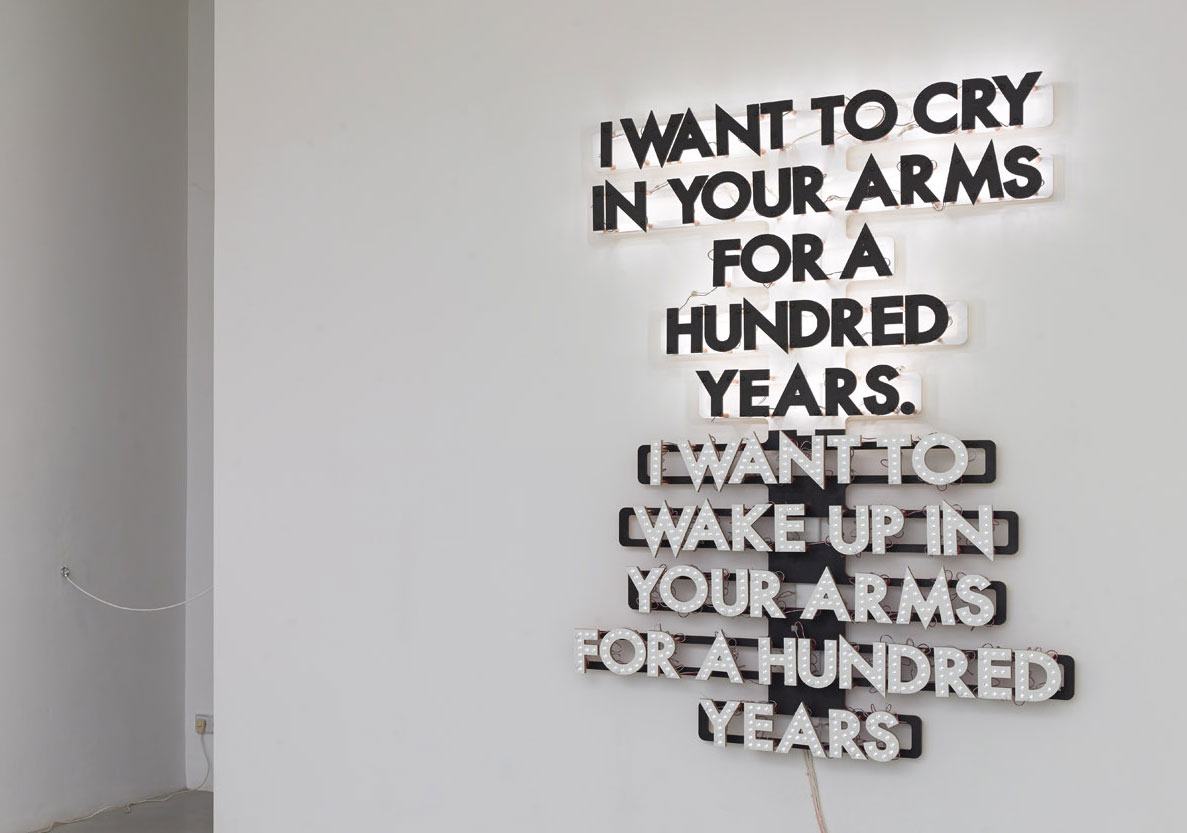 I WANT TO CRY
IN YOUR ARMS
FOR A
HUNDRED
YEARS.
I WANT TO
WAKE UP IN
YOUR ARMS
FOR A HUNDRED
YEARS